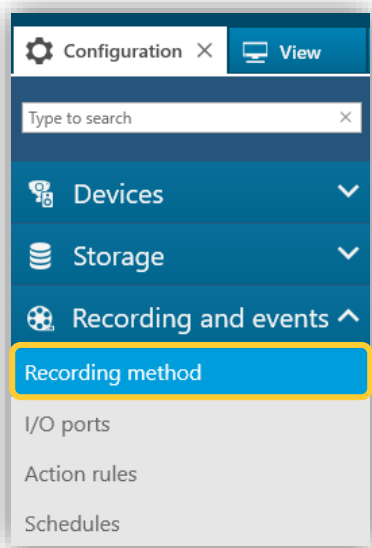 Configuration View
Type to search
Devices
Storage
Recording and events
Recording method
I/O ports
Action rules
Schedules